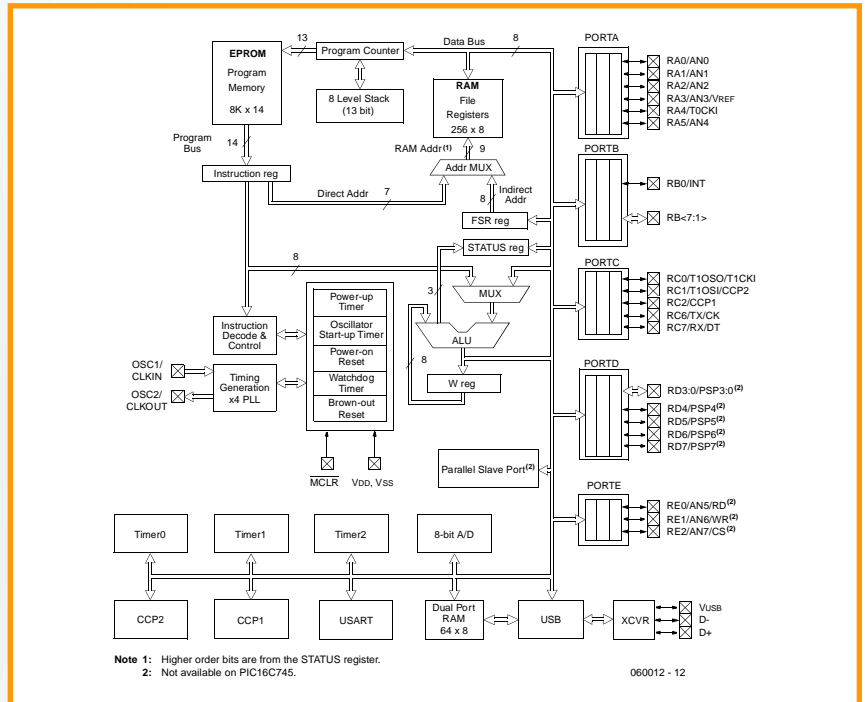 EPROM
Program
Memory
8K x 14
13
Program Counter
8 Level Stack
(13 bit)
Data Bus
8
RAM
File
Registers
256 x 8
Program
Bus
14
RAM Addr(1)
9
Addr MUX
Instruction reg
Direct Addr
7
8
Indirect
Addr
FSR reg
STATUS reg
8
3
MUX
ALU
8
W reg
Power-up
Timer
Oscillator
Start-up Timer
Power-on
Reset
Watchdog
Timer
Brown-out
Reset
Instruction
Decode &
Control
OSC1/
CLKIN
OSC2/
CLKOUT
Timing
Generation
x4 PLL
MCLR
VDD, VSS
Parallel Slave Port(2)
PORTA
RA0/AN0
RA1/AN1
RA2/AN2
RA3/AN3/VREF
RA4/T0CKI
RA5/AN4
PORTB
RB0/INT
RB<7:1>
PORTC
RC0/T1OSO/T1CKI
RC1/T1OSI/CCP2
RC2/CCP1
RC6/TX/CK
RC7/RX/DT
PORTD
RD3:0/PSP3:0(2)
RD4/PSP4(2)
RD5/PSP5(2)
RD6/PSP6(2)
RD7/PSP7(2)
PORTE
RE0/AN5/RD(2)
RE1/AN6/WR(2)
RE2/AN7/CS(2)
Timer0
Timer1
Timer2
8-bit A/D
CCP2
CCP1
USART
Dual Port
RAM
64 x 8
USB
XCVR
VUSB
D-
D+
Note 1: Higher order bits are from the STATUS register.
2: Not available on PIC16C745.
060012 - 12